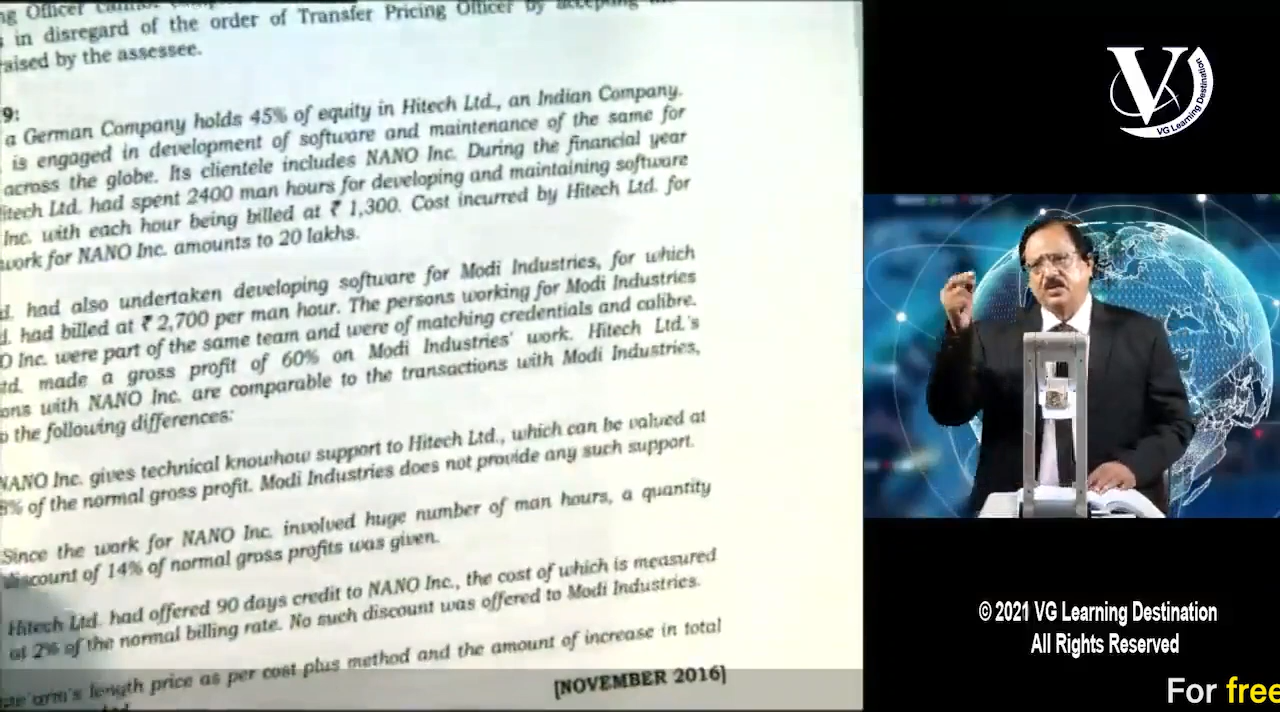 ng Officer cannot
s in disregard of the order of Transfer Pricing Officer by accepting
raised by the assessee.
9:
a German Company holds 45% of equity in Hitech Ltd., an Indian Company.
is engaged in development of software and maintenance of the same for
across the globe. Its clientele includes NANO Inc. During the financial year
itech Ltd. had spent 2400 man hours for developing and maintaining software
Inc. with each hour being billed at ₹ 1,300. Cost incurred by Hitech Ltd. for
work for NANO Inc. amounts to 20 lakhs.
d. had also undertaken developing software for Modi Industries, for which
d. had billed at ₹ 2,700 per man hour. The persons working for Modi Industries
O Inc. were part of the same team and were of matching credentials and calibre.
td. made a gross profit of 60% on Modi Industries' work. Hitech Ltd.'s
ons with NANO Inc. are comparable to the transactions with Modi Industries,
o the following differences:
NANO Inc. gives technical knowhow support to Hitech Ltd., which can be valued at
8% of the normal gross profit. Modi Industries does not provide any such support.
Since the work for NANO Inc. involved huge number of man hours, a quantity
discount of 14% of normal gross profits was given.
Hitech Ltd. had offered 90 days credit to NANO Inc., the cost of which is measured
at 2% of the normal billing rate. No such discount was offered to Modi Industries.
arm's length price as per cost plus method and the amount of increase in total
[NOVEMBER 2016]
V
VG Learning Destination
© 2021 VG Learning Destination
All Rights Reserved
For free